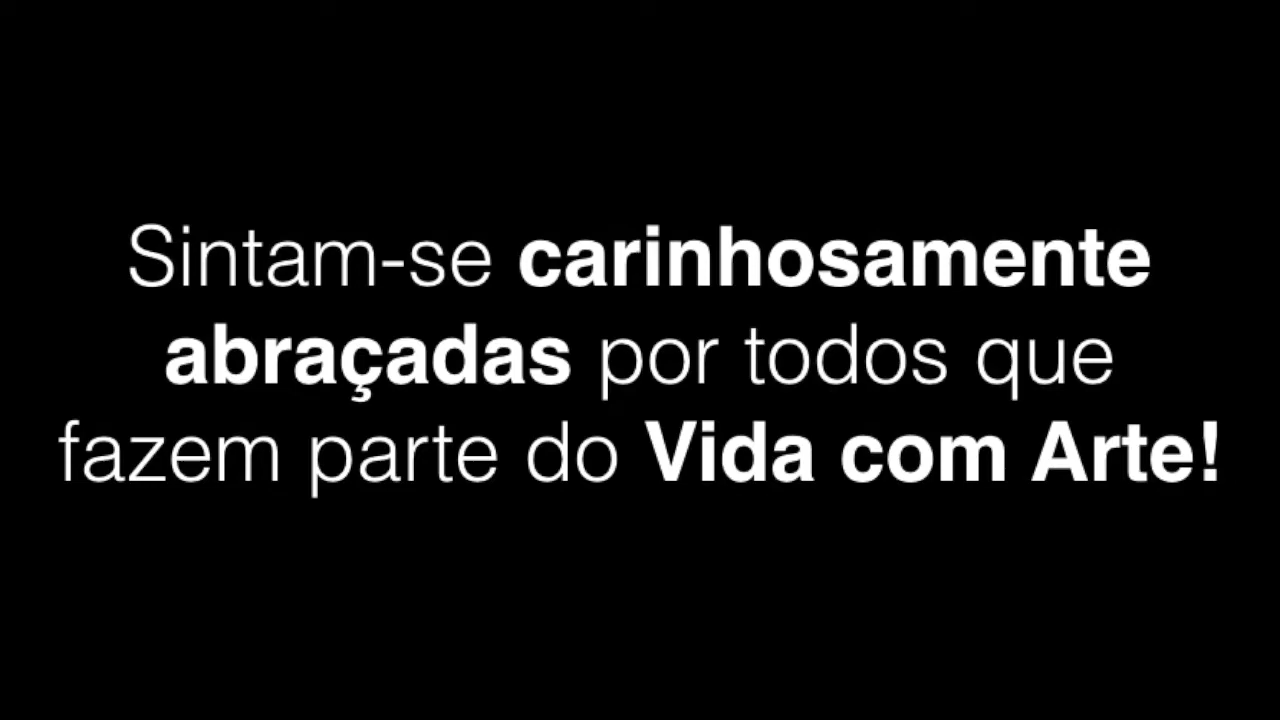 Sintam-se carinhosamente
abraçadas por todos que
fazem parte do Vida com Arte!